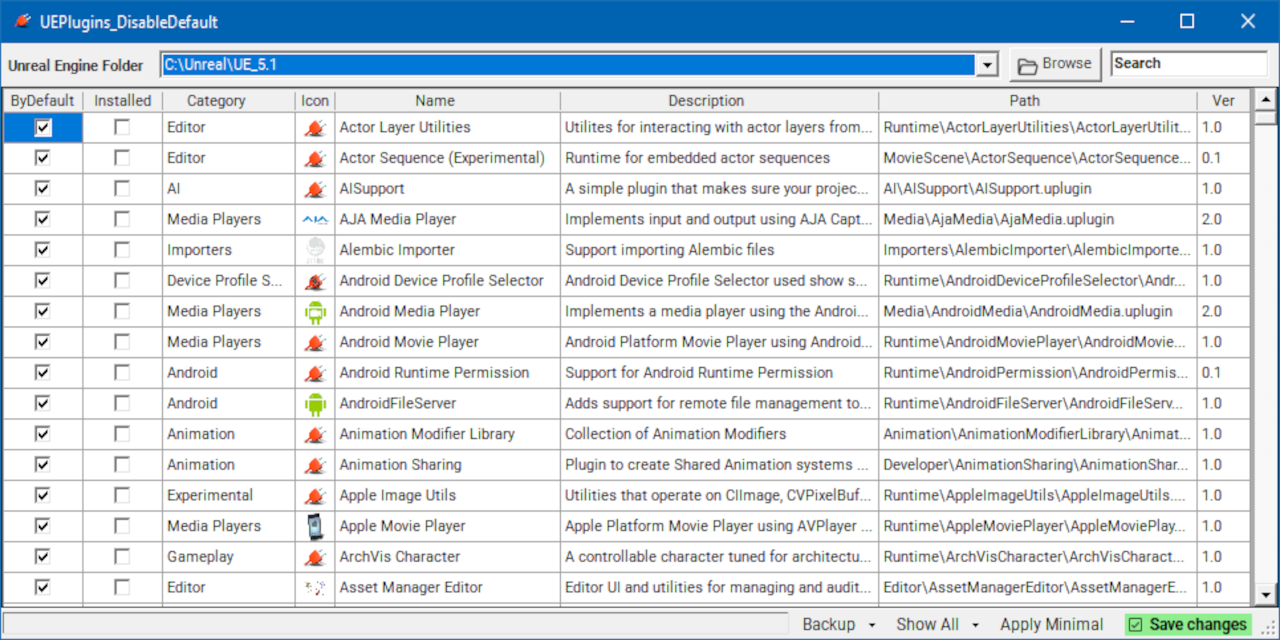 UEPlugins_DisableDefault
Unreal Engine Folder C:\Unreal\UE_5.1 Browse Search
ByDefault Installed Category Icon Name Description Path Ver
Editor Actor Layer Utilities Utilites for interacting with actor layers from... Runtime\ActorLayerUtilities\ActorLayerUtilit... 1.0
Editor Actor Sequence (Experimental) Runtime for embedded actor sequences MovieScene\ActorSequence\ActorSequence... 0.1
AI AISupport A simple plugin that makes sure your projec... AI\AISupport\AISupport.uplugin 1.0
Media Players AJA AJA Media Player Implements input and output using AJA Capt... Media\AjaMedia\AjaMedia.uplugin 2.0
Importers Alembic Importer Support importing Alembic files Importers\AlembicImporter\AlembicImporte... 1.0
Device Profile S... Android Device Profile Selector Android Device Profile Selector used show s... Runtime\AndroidDeviceProfileSelector\Andr... 1.0
Media Players Android Media Player Implements a media player using the Androi... Media\AndroidMedia\AndroidMedia.uplugin 2.0
Media Players Android Movie Player Android Platform Movie Player using Android... Runtime\AndroidMoviePlayer\AndroidMovie... 1.0
Android Android Runtime Permission Support for Android Runtime Permission Runtime\AndroidPermission\AndroidPermis... 0.1
Android AndroidFileServer Adds support for remote file management to... Runtime\AndroidFileServer\AndroidFileServ... 1.0
Animation Animation Modifier Library Collection of Animation Modifiers Animation\AnimationModifierLibrary\Animat... 1.0
Animation Animation Sharing Plugin to create Shared Animation systems ... Developer\AnimationSharing\AnimationShar... 1.0
Experimental Apple Image Utils Utilities that operate on CIImage, CVPixelBuf... Runtime\AppleImageUtils\AppleImageUtils.... 1.0
Media Players Apple Movie Player Apple Platform Movie Player using AVPlayer ... Runtime\AppleMoviePlayer\AppleMoviePlay... 1.0
Gameplay ArchVis Character A controllable character tuned for architectu... Runtime\ArchVisCharacter\ArchVisCharact... 1.0
Editor Asset Manager Editor Editor UI and utilities for managing and audit... Editor\AssetManagerEditor\AssetManagerE... 1.0
Backup Show All Apply Minimal Save changes